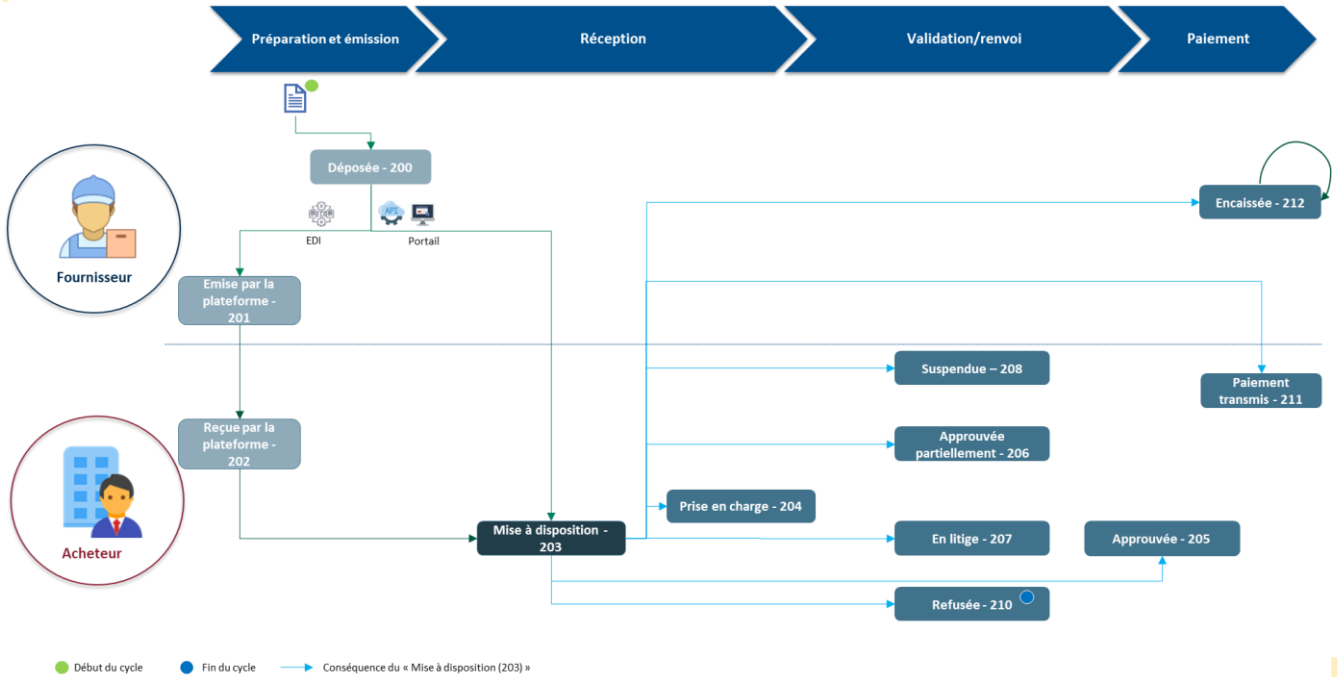 Préparation et émission
Réception
Validation/renvoi
Paiement
Déposée - 200
API
EDI
Portail
Encaissée - 212
Fournisseur
Emise par la
plateforme -
201
Suspendue – 208
Paiement
transmis - 211
Reçue par la
plateforme -
202
Approuvée
partiellement - 206
Prise en charge - 204
Mise à disposition -
203
En litige - 207
Approuvée - 205
Acheteur
Refusée - 210
Début du cycle
Fin du cycle
Conséquence du « Mise à disposition (203) »